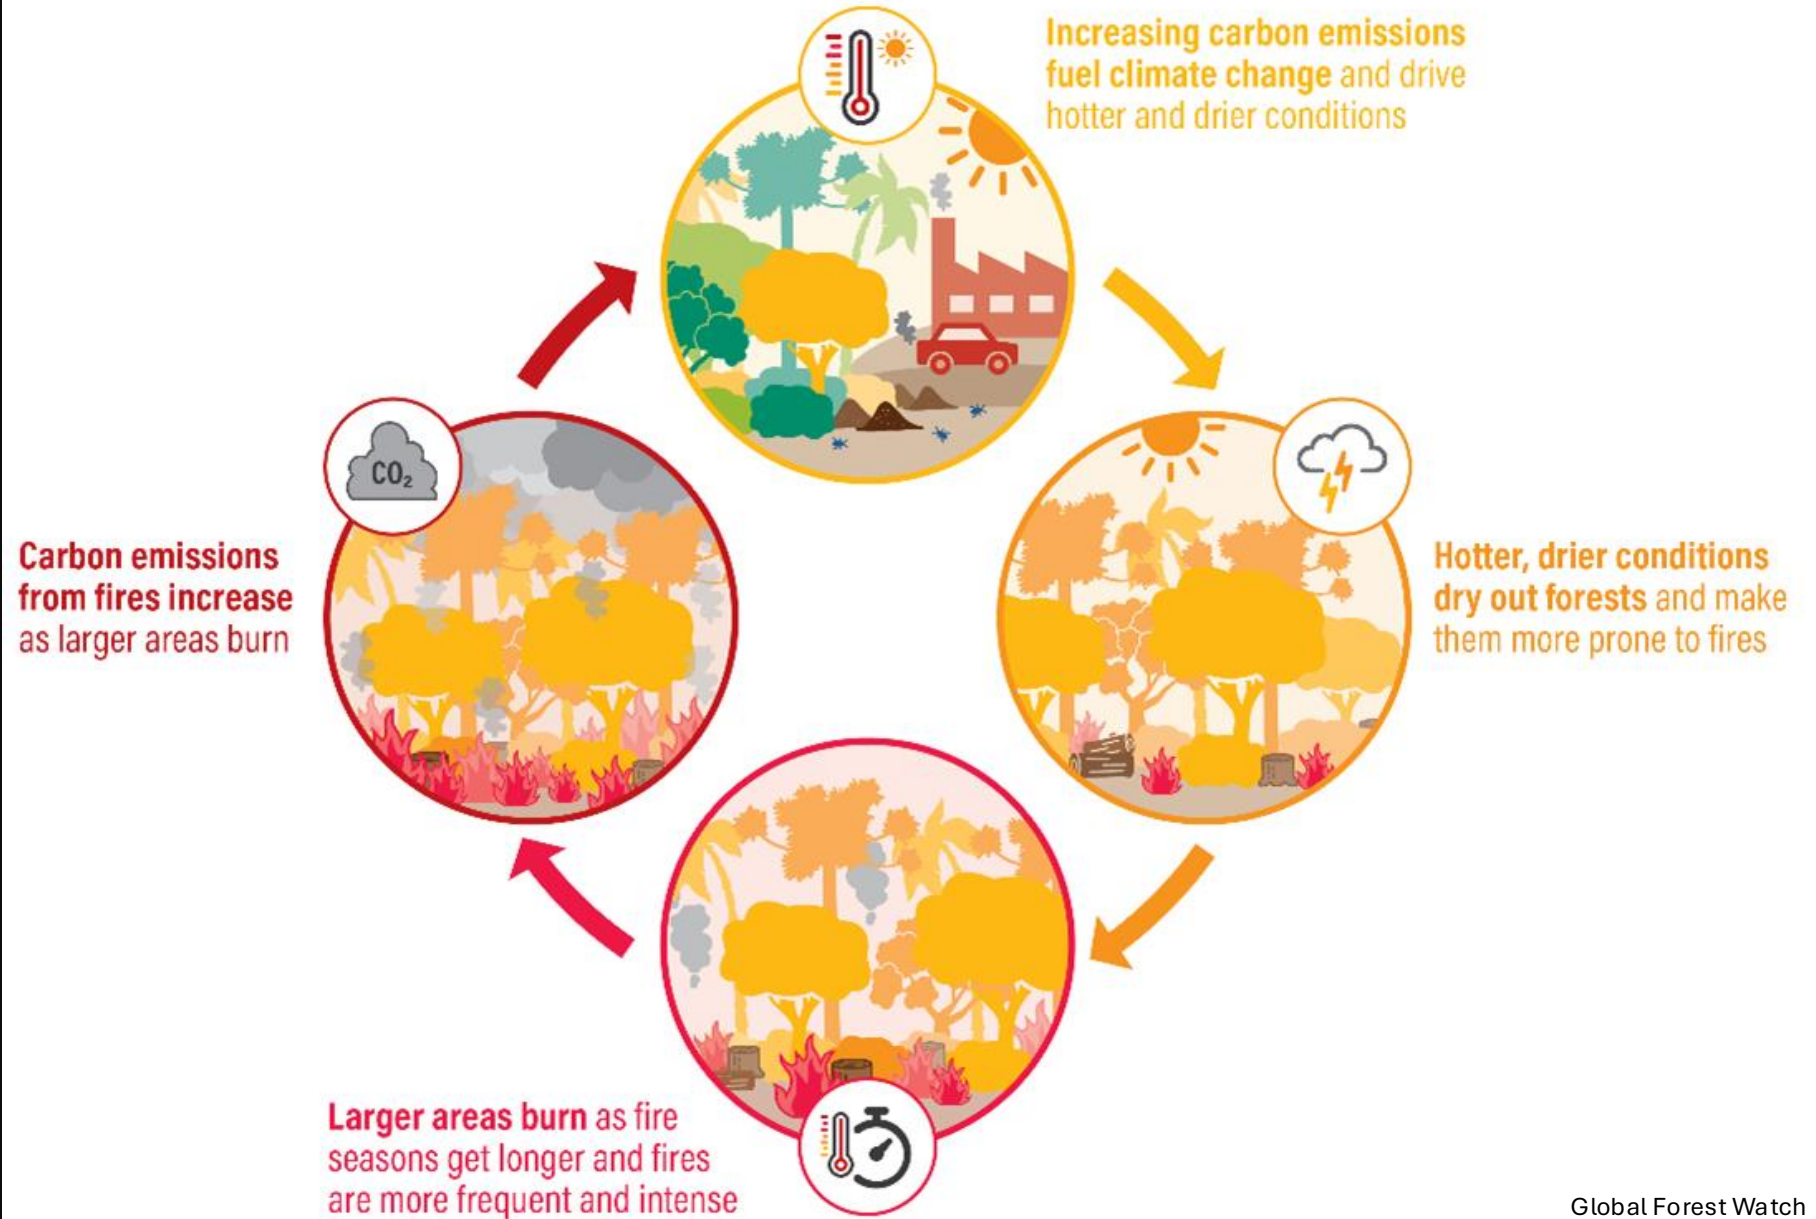 Increasing carbon emissions
fuel climate change and drive
hotter and drier conditions
Hotter, drier conditions
dry out forests and make
them more prone to fires
Larger areas burn as fire
seasons get longer and fires
are more frequent and intense
Carbon emissions
from fires increase
as larger areas burn
CO₂
Global Forest Watch